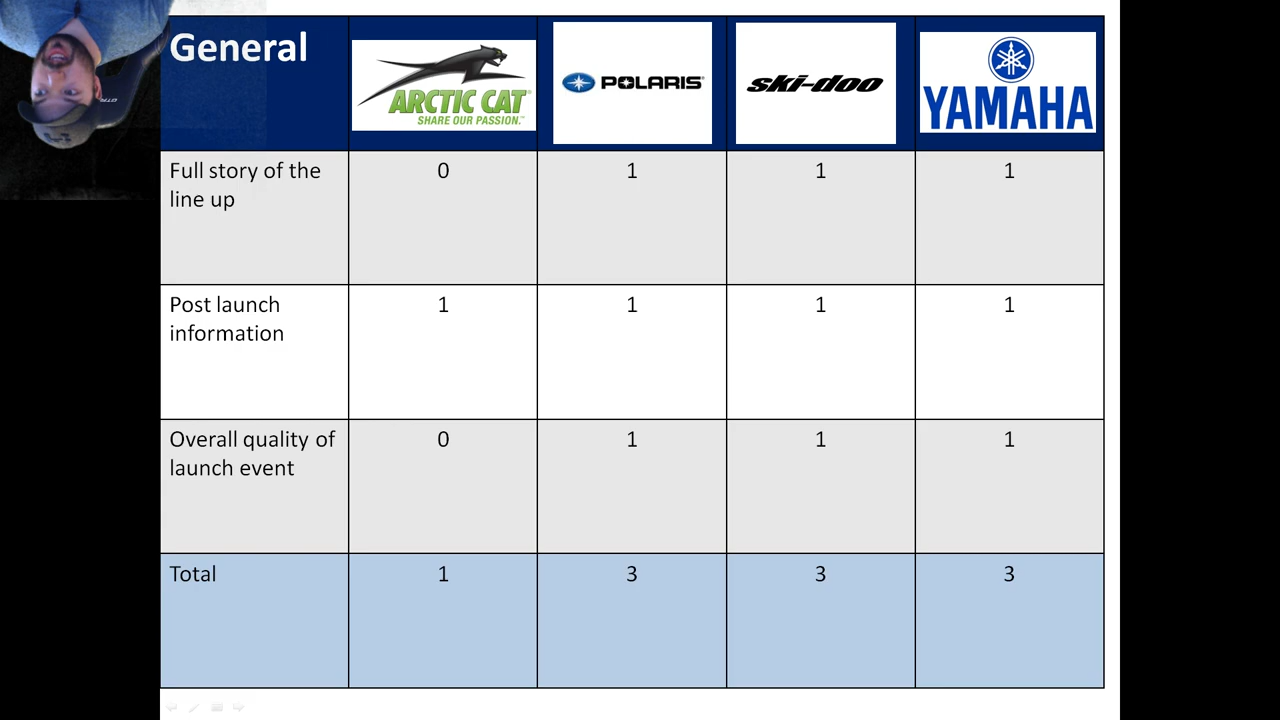 General
ARCTIC CAT
SHARE OUR PASSION.™
POLARIS®
ski-doo
YAMAHA
Full story of the
line up
0
1
1
1
Post launch
information
1
1
1
1
Overall quality of
launch event
0
1
1
1
Total
1
3
3
3